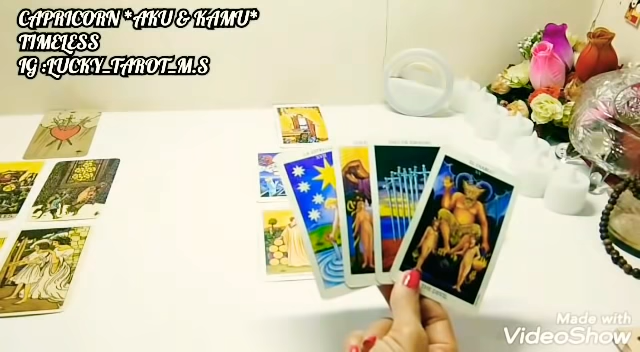 CAPRICORN *AKU & KAMU*
TIMELESS
IG :LUCKY_TAROT_M.S
Made with
VideoShow